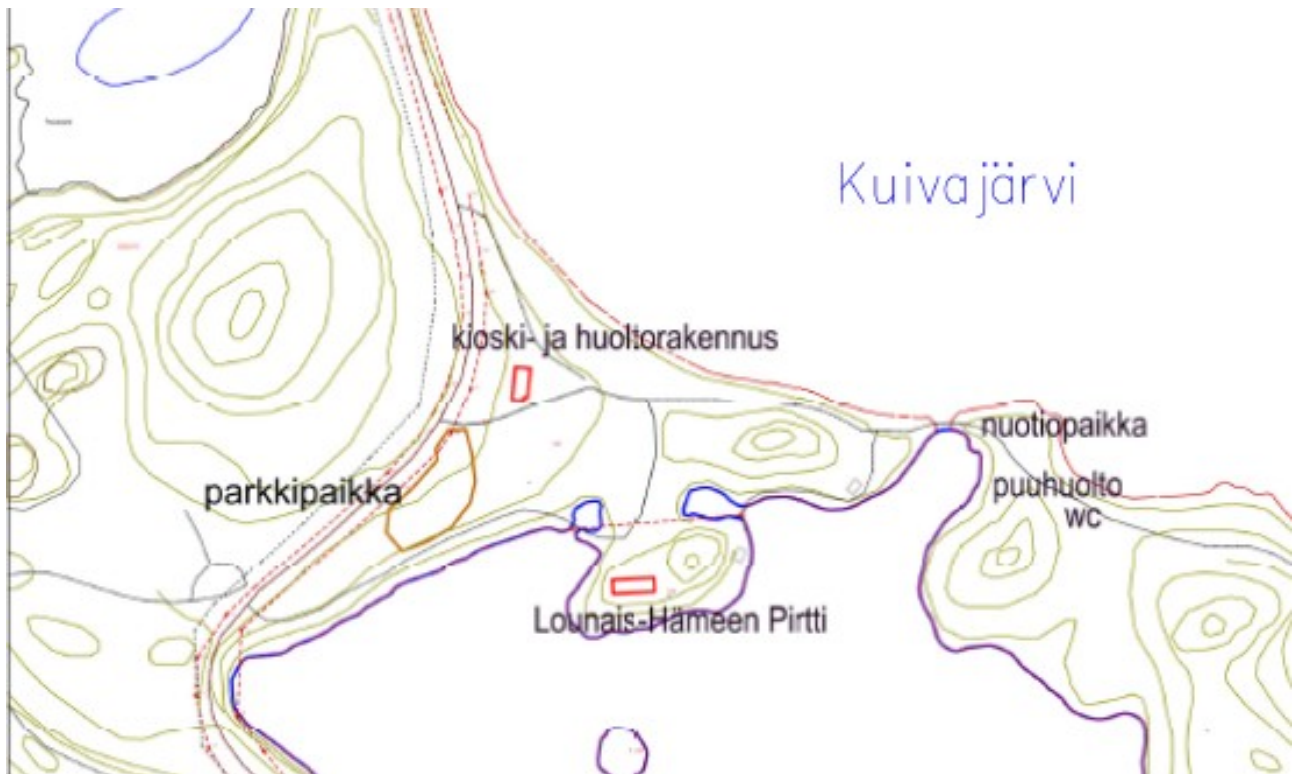 Kuivajärvi
kioski- ja huoltorakennus
nuotiopaikka
parkkipaikka
puuhuolto
wc
Lounais-Hämeen Pirtti